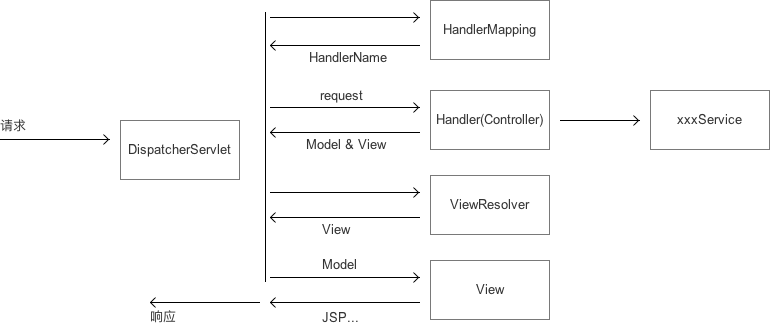 HandlerMapping
HandlerName
request
请求
DispatcherServlet
Handler(Controller)
xxxService
Model & View
ViewResolver
View
Model
View
响应
JSP...